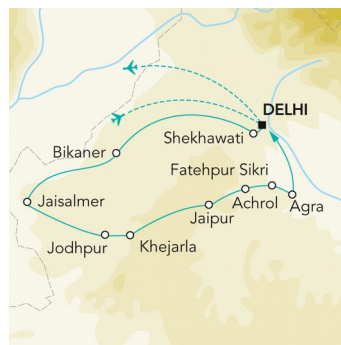 DELHI
Shekhawati
Bikaner
Fatehpur Sikri
Jaisalmer
Achrol
Agra
Jaipur
Jodhpur
Khejarla